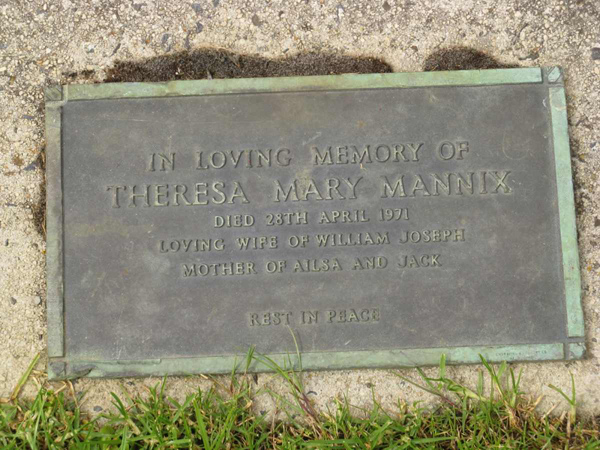 IN LOVING MEMORY OF
THERESA MARY MANNIX
DIED 28TH APRIL 1971
LOVING WIFE OF WILLIAM JOSEPH
MOTHER OF AILSA AND JACK
REST IN PEACE